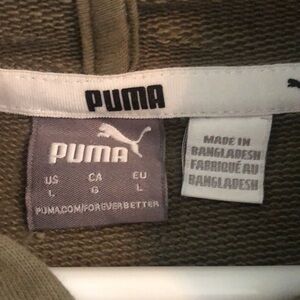 PUMA
PUMA
US CA EU
L G L
PUMA.COM/FOREVERBETTER
MADE IN
BANGLADESH
FABRIQUÉ AU
BANGLADESH